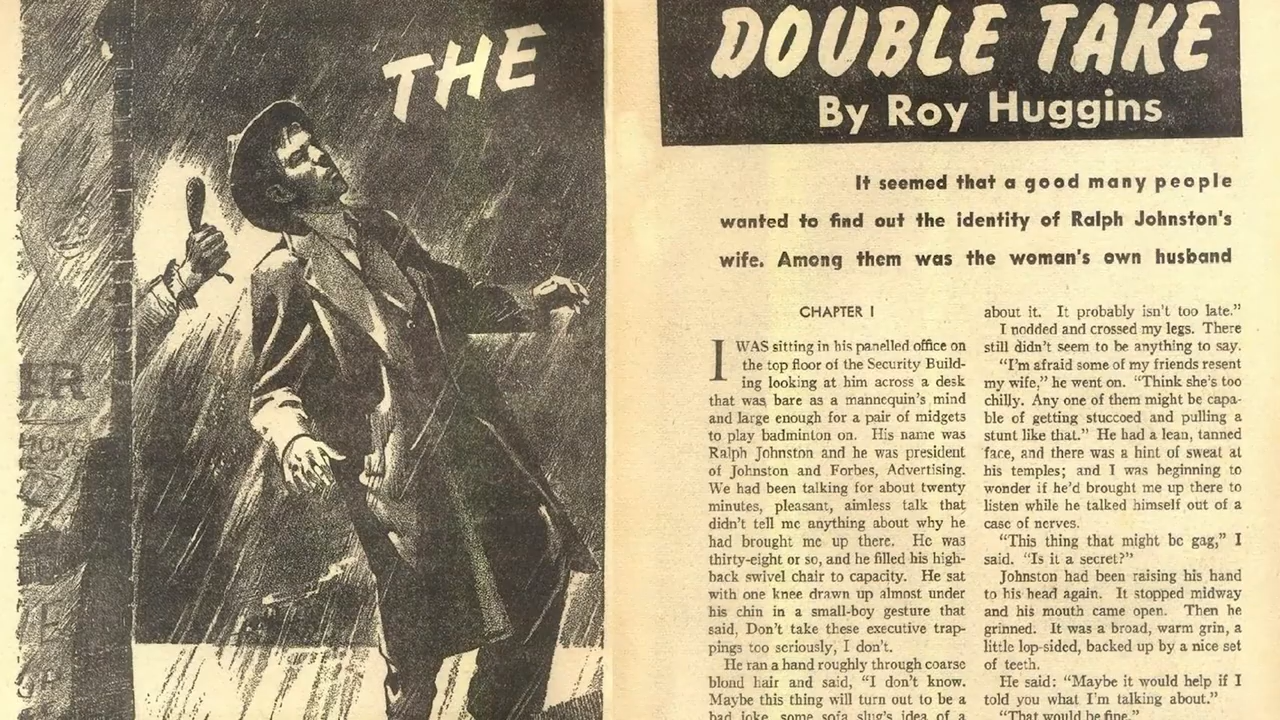 THE
DOUBLE TAKE
By Roy Huggins
It seemed that a good many people
wanted to find out the identity of Ralph Johnston's
wife. Among them was the woman's own husband
CHAPTER I
I WAS sitting in his panelled office on
the top floor of the Security Build-
ing looking at him across a desk
that was bare as a mannequin's mind
and large enough for a pair of midgets
to play badminton on. His name was
Ralph Johnston and he was president
of Johnston and Forbes, Advertising.
We had been talking for about twenty
minutes, pleasant, aimless talk that
didn't tell me anything about why he
had brought me up there. He was
thirty-eight or so, and he filled his high-
back swivel chair to capacity. He sat
with one knee drawn up almost under
his chin in a small-boy gesture that
said, Don't take these executive trap-
pings too seriously, I don't.
He ran a hand roughly through coarse
blond hair and said, “I don't know.
Maybe this thing will turn out to be a
bad joke, some sofa slug's idea of a
about it. It probably isn't too late.”
I nodded and crossed my legs. There
still didn't seem to be anything to say.
“I'm afraid some of my friends resent
my wife,” he went on. “Think she's too
chilly. Any one of them might be capa-
ble of getting stuccoed and pulling a
stunt like that.” He had a lean, tanned
face, and there was a hint of sweat at
his temples; and I was beginning to
wonder if he'd brought me up there to
listen while he talked himself out of a
case of nerves.
“This thing that might be gag,” I
said. “Is it a secret?”
Johnston had been raising his hand
to his head again. It stopped midway
and his mouth came open. Then he
grinned. It was a broad, warm grin, a
little lop-sided, backed up by a nice set
of teeth.
He said: “Maybe it would help if I
told you what I'm talking about.”
“That would be fine.”
ER